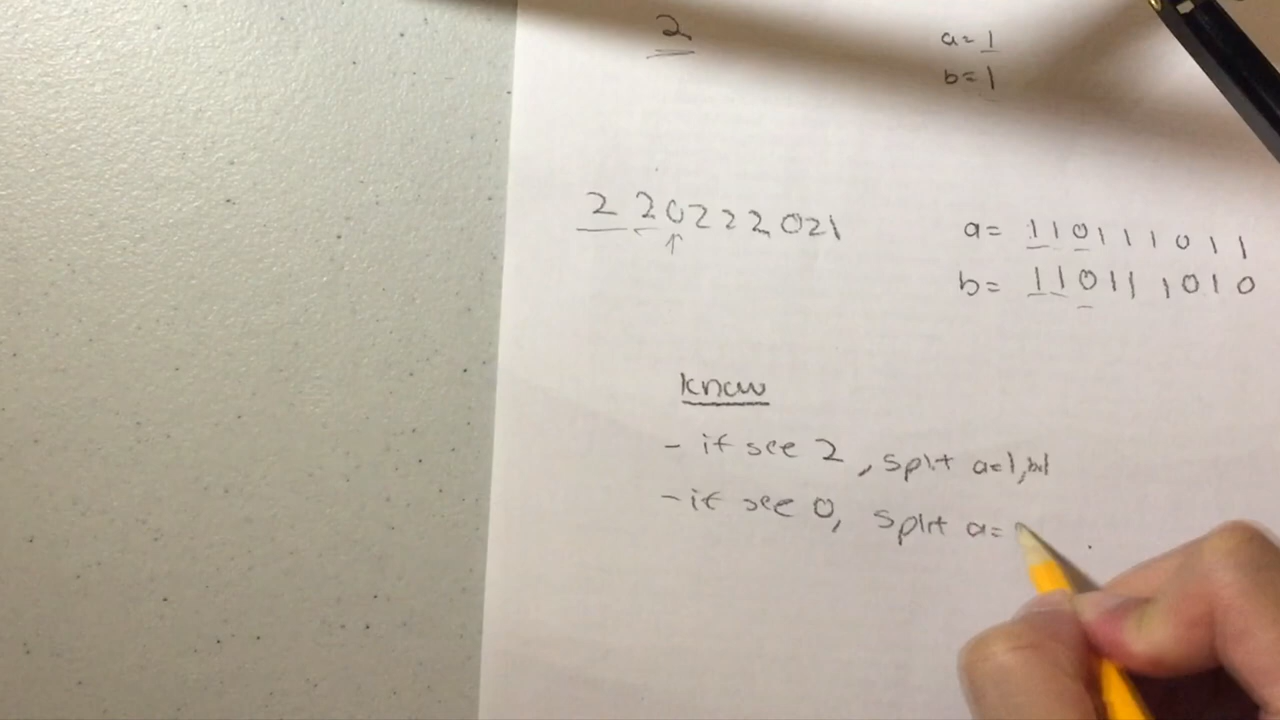 2 a=1
b=1
220222021 a=110111011
b=110111010
know
- if see 2, split a=1, b=1
- if see 0, split a=